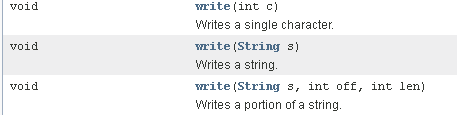 void write(int c)
Writes a single character.
void write(String s)
Writes a string.
void write(String s, int off, int len)
Writes a portion of a string.